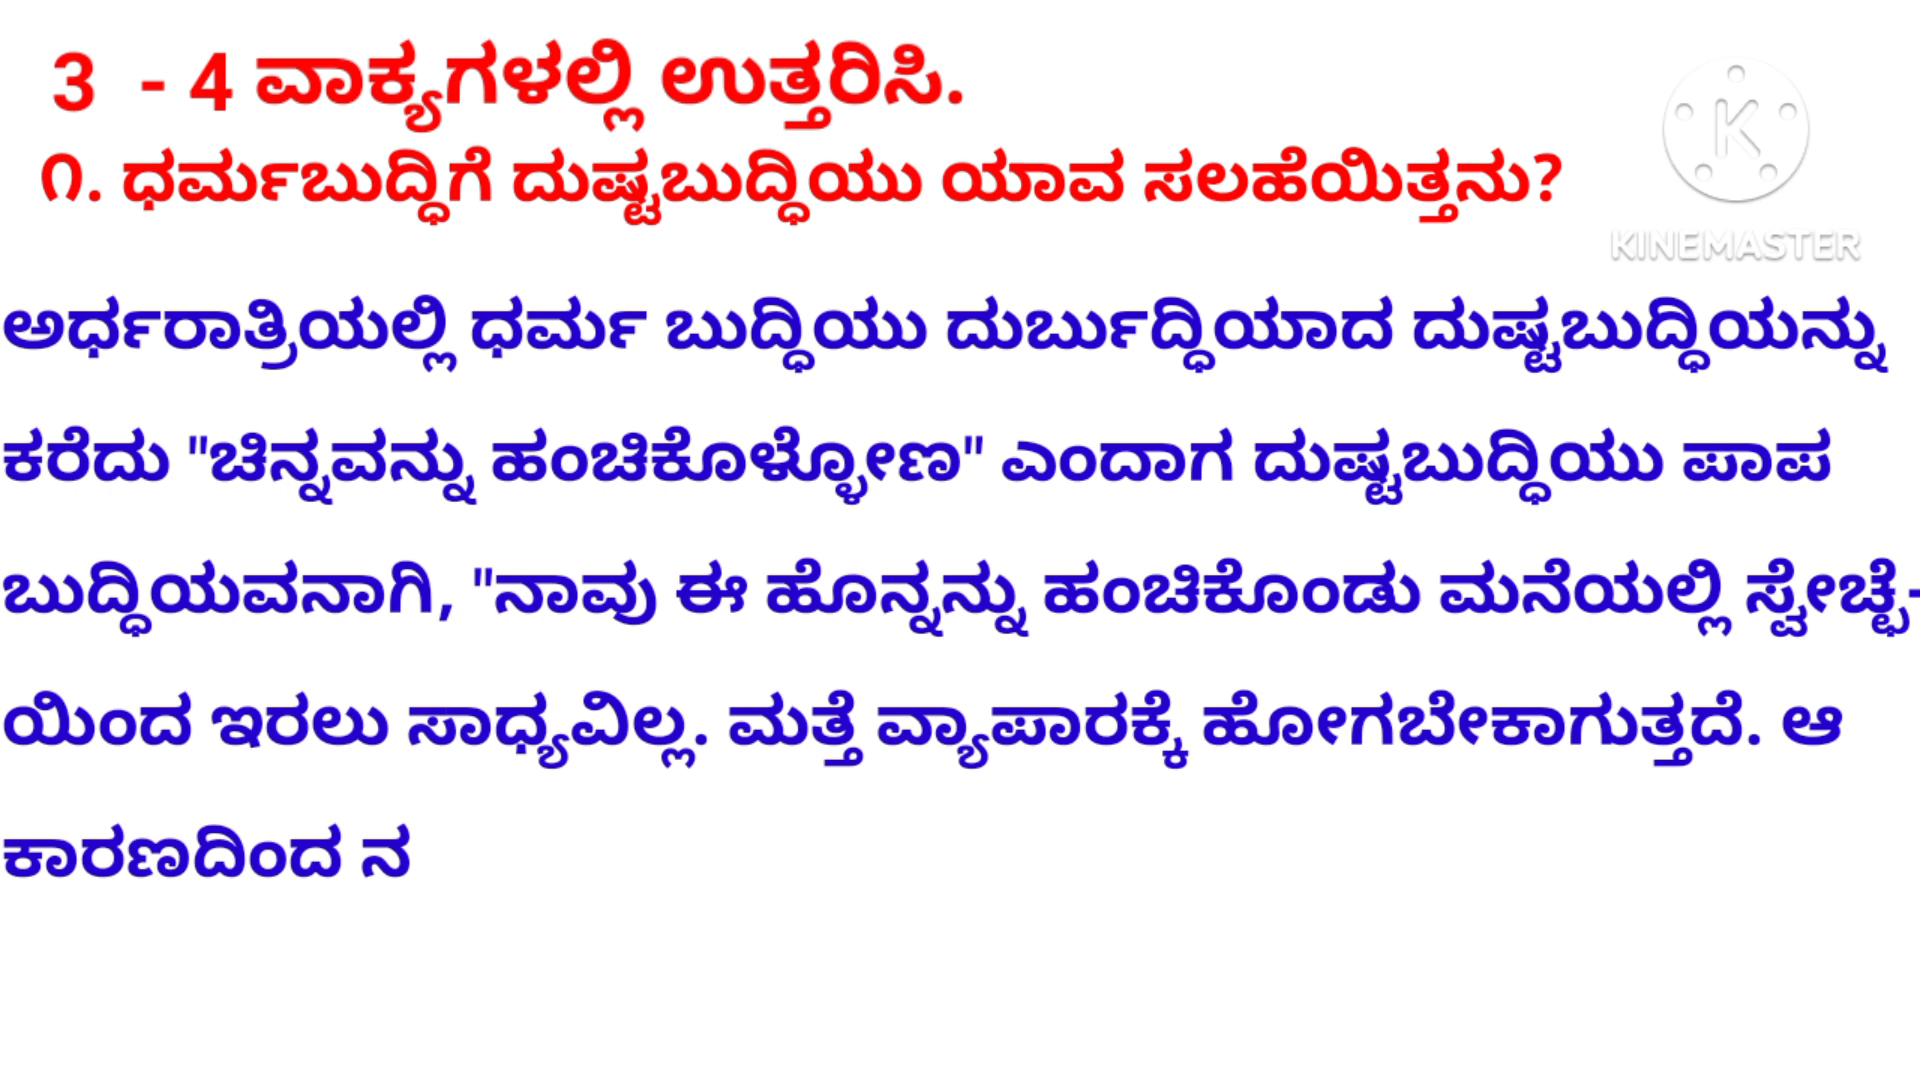 3 - 4 ವಾಕ್ಯಗಳಲ್ಲಿ ಉತ್ತರಿಸಿ.
೧. ಧರ್ಮಬುದ್ಧಿಗೆ ದುಷ್ಟಬುದ್ಧಿಯು ಯಾವ ಸಲಹೆಯಿತ್ತನು?
KINEMASTER
ಅರ್ಧರಾತ್ರಿಯಲ್ಲಿ ಧರ್ಮ ಬುದ್ಧಿಯು ದುರ್ಬುದ್ಧಿಯಾದ ದುಷ್ಟಬುದ್ಧಿಯನ್ನು
ಕರೆದು "ಚಿನ್ನವನ್ನು ಹಂಚಿಕೊಳ್ಳೋಣ" ಎಂದಾಗ ದುಷ್ಟಬುದ್ಧಿಯು ಪಾಪ
ಬುದ್ಧಿಯವನಾಗಿ, "ನಾವು ಈ ಹೊನ್ನನ್ನು ಹಂಚಿಕೊಂಡು ಮನೆಯಲ್ಲಿ ಸ್ವೇಚ್ಛೆ-
ಯಿಂದ ಇರಲು ಸಾಧ್ಯವಿಲ್ಲ. ಮತ್ತೆ ವ್ಯಾಪಾರಕ್ಕೆ ಹೋಗಬೇಕಾಗುತ್ತದೆ. ಆ
ಕಾರಣದಿಂದ ನ